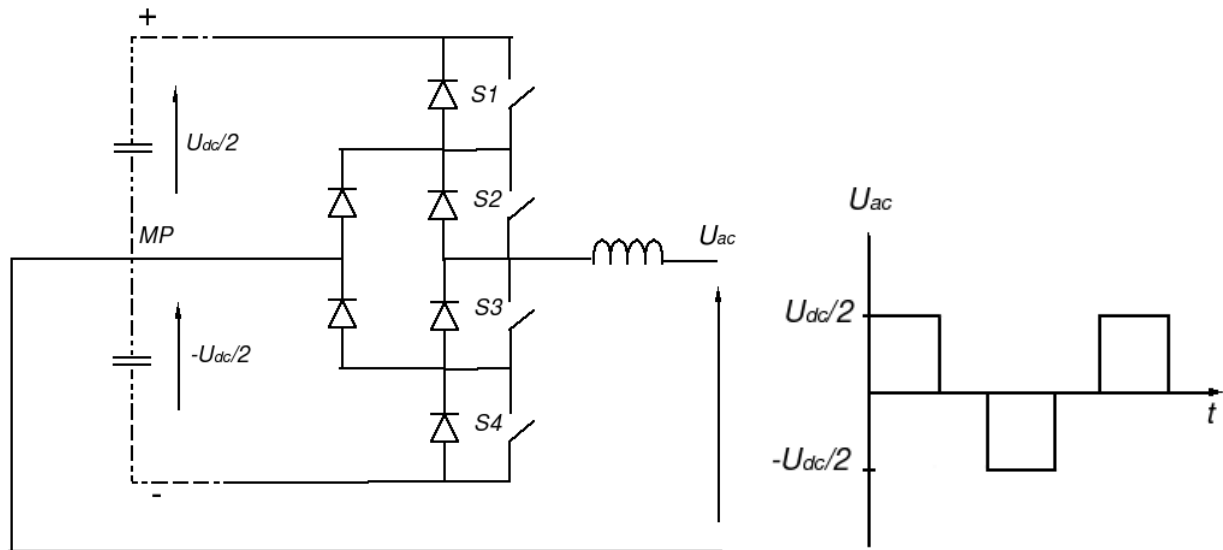 +
S1
Udc/2
S2
MP
Uac
S3
-Udc/2
S4
-
Uac
Udc/2
t
-Udc/2